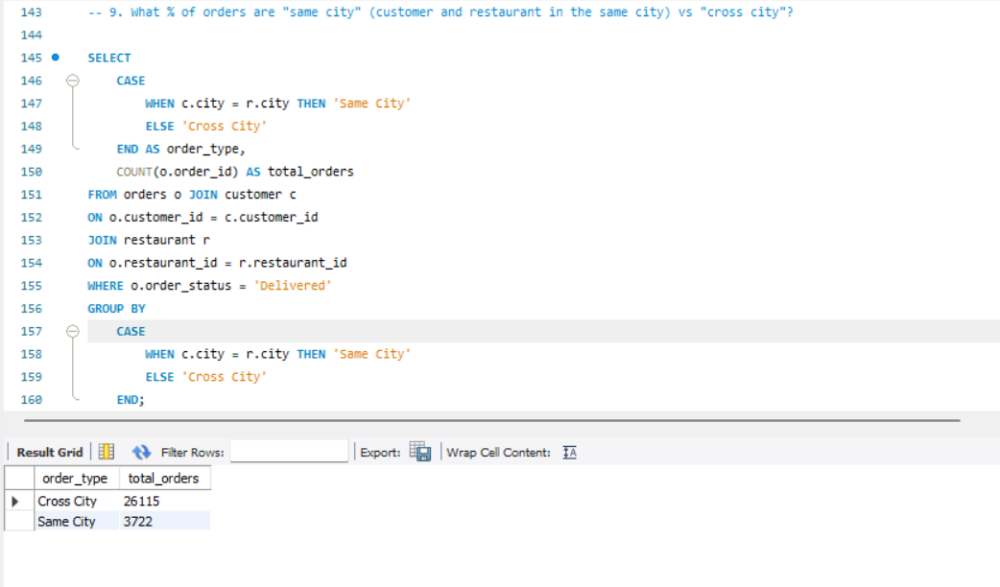 143 -- 9. What % of orders are "same city" (customer and restaurant in the same city) vs "cross city"?
144
145 SELECT
146 CASE
147 WHEN c.city = r.city THEN 'Same City'
148 ELSE 'Cross City'
149 END AS order_type,
150 COUNT(o.order_id) AS total_orders
151 FROM orders o JOIN customer c
152 ON o.customer_id = c.customer_id
153 JOIN restaurant r
154 ON o.restaurant_id = r.restaurant_id
155 WHERE o.order_status = 'Delivered'
156 GROUP BY
157 CASE
158 WHEN c.city = r.city THEN 'Same City'
159 ELSE 'Cross City'
160 END;
Result Grid Filter Rows: Export: Wrap Cell Content: IA
order_type total_orders
Cross City 26115
Same City 3722